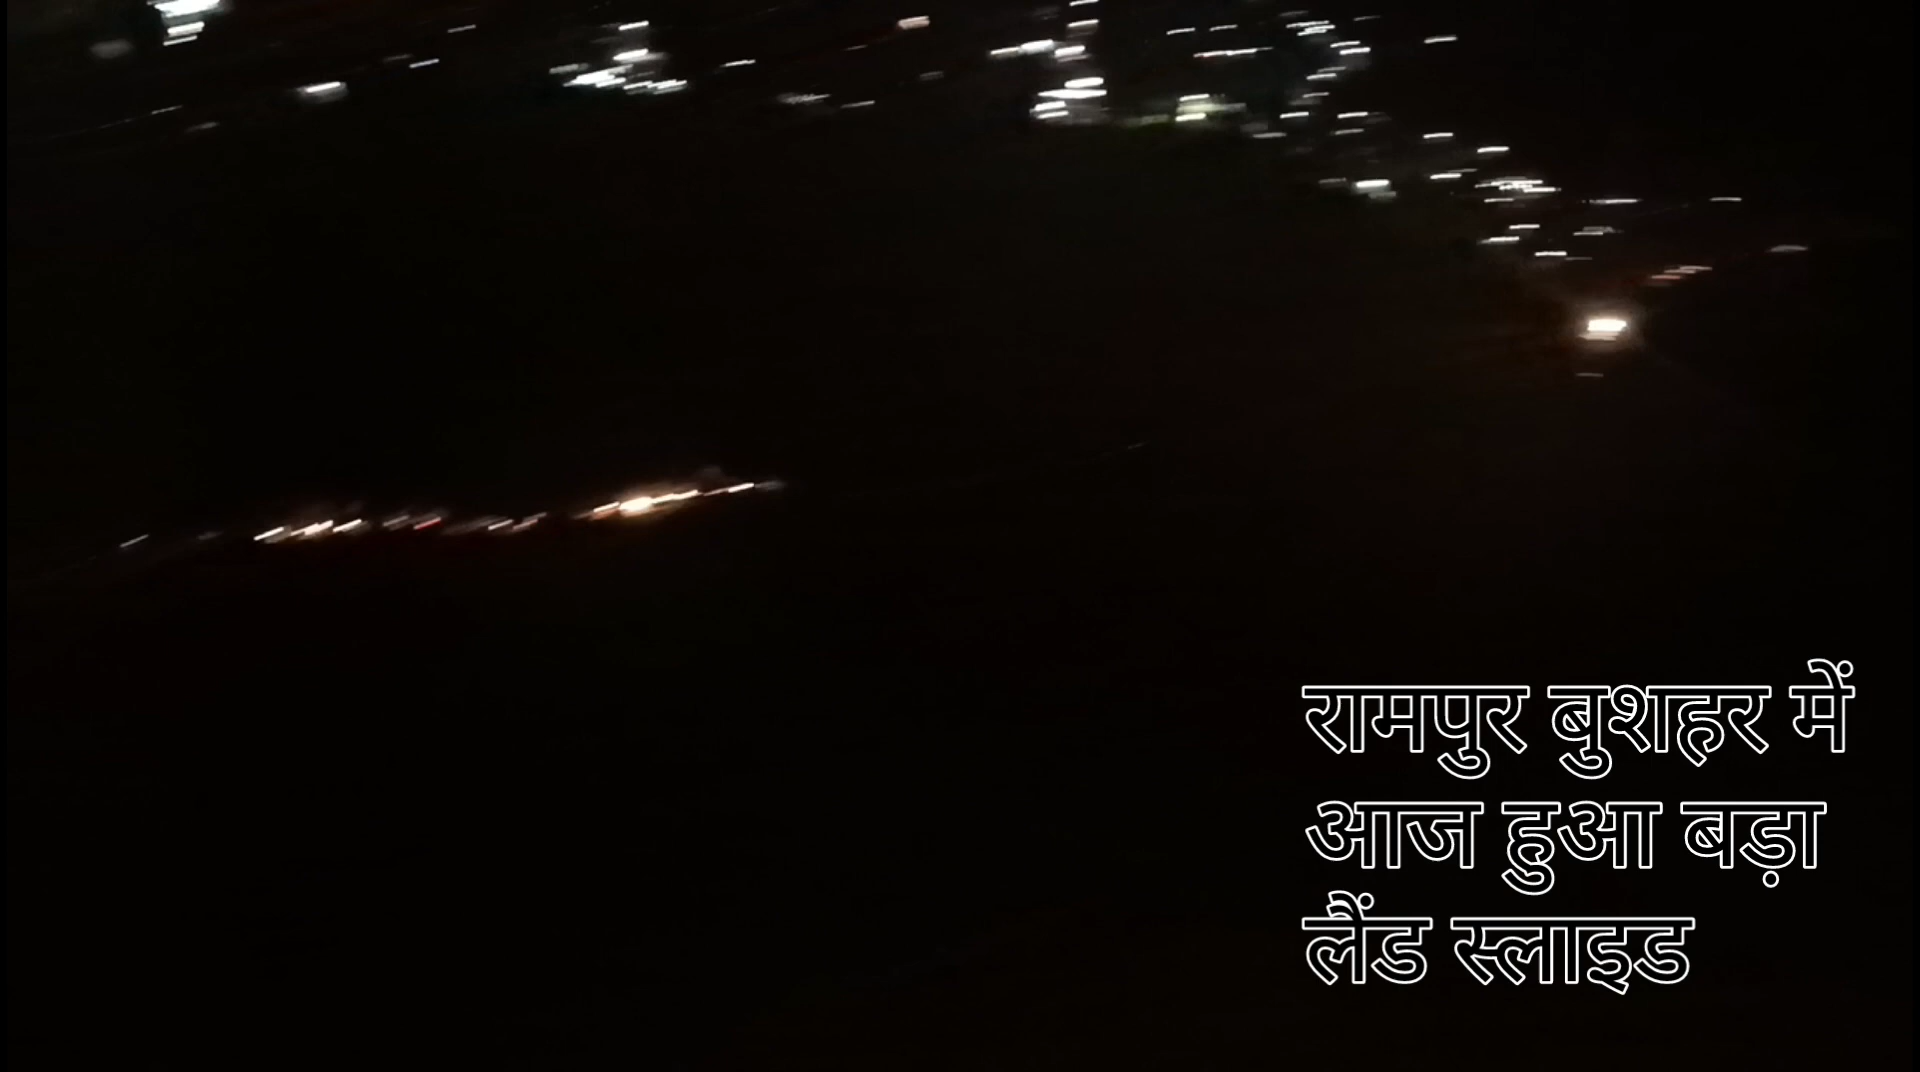 रामपुर बुशहर में
आज हुआ बड़ा
लैंड स्लाइड